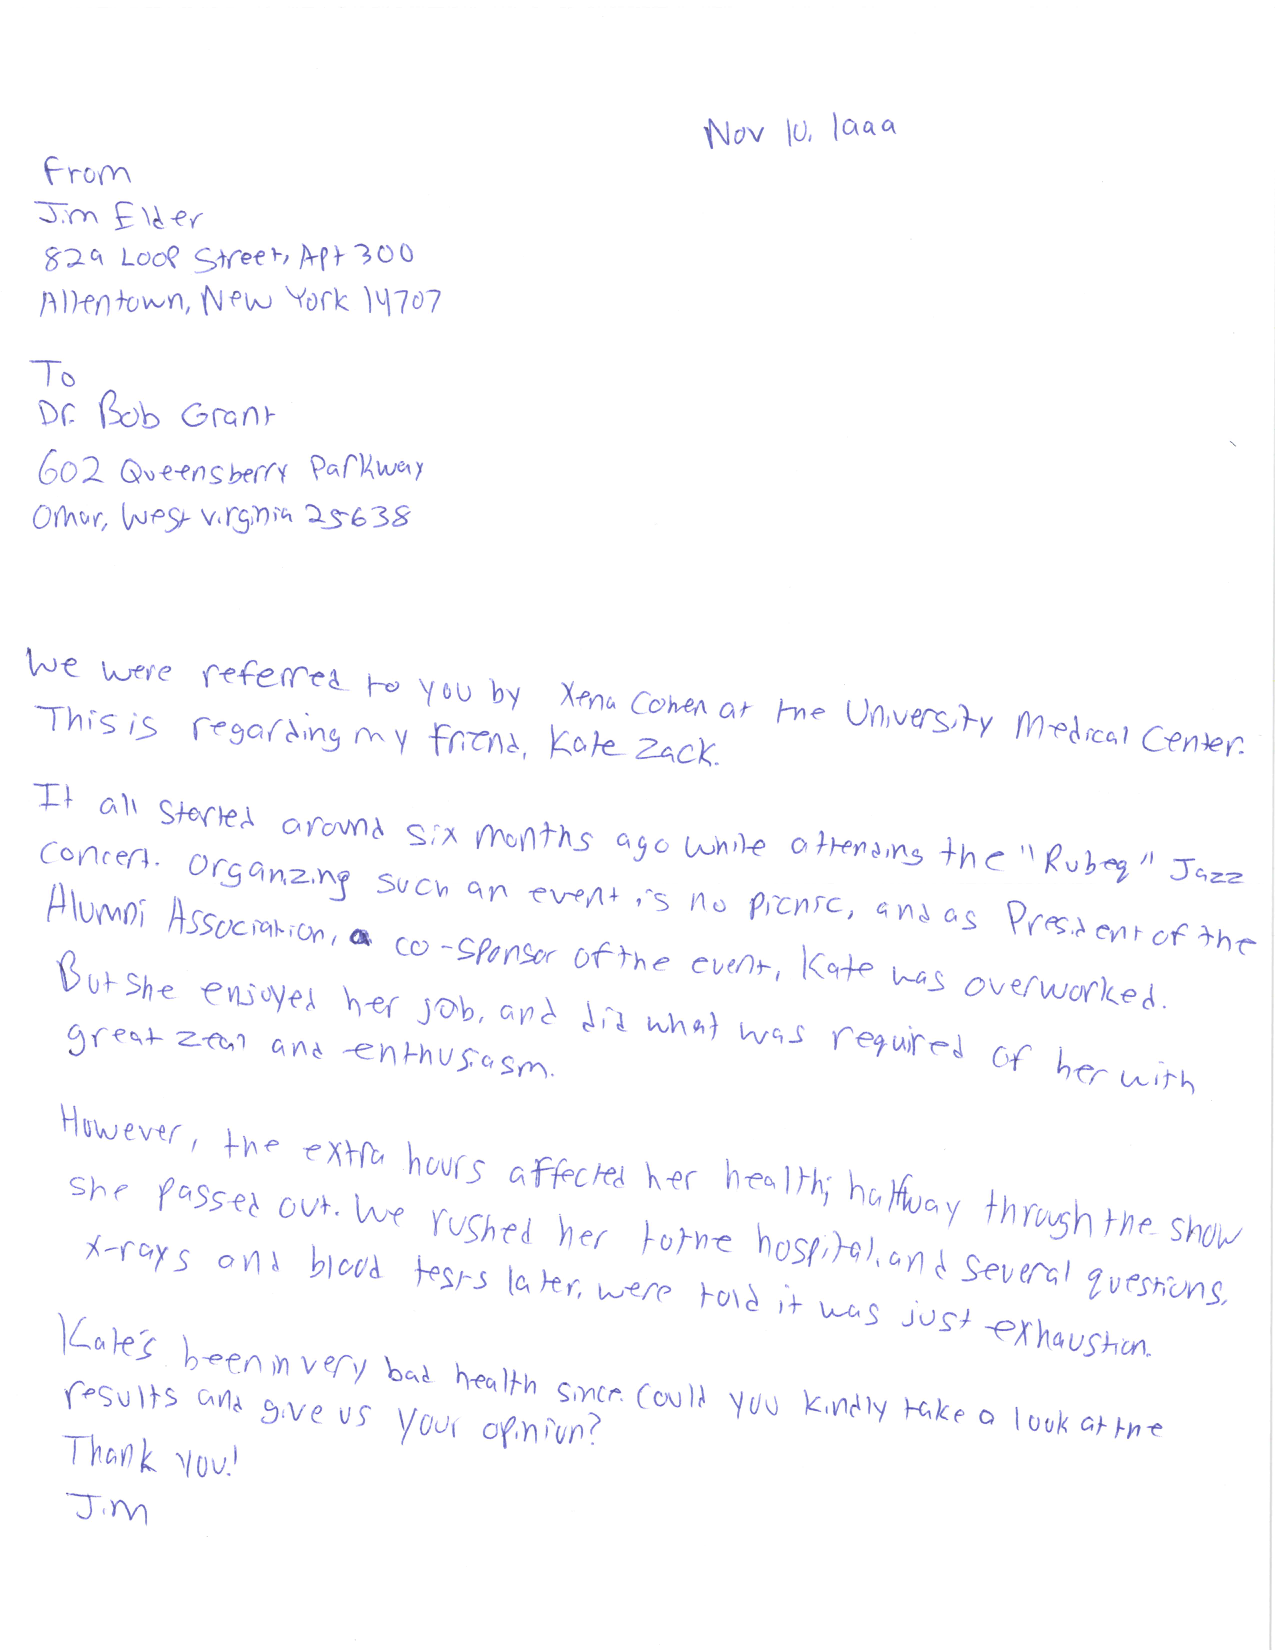 Nov 10, 1999
From
Jim Elder
829 Loop Street, Apt 300
Allentown, New York 14707
To
Dr. Bob Grant
602 Queensberry Parkway
Omar, West Virginia 25638
We were referred to you by Xena Cohen at the University Medical Center.
This is regarding my friend, Kate Zack.
It all started around six months ago while attending the "Rubeq" Jazz
concert. Organizing such an event is no picnic, and as President of the
Alumni Association, a co-sponsor of the event, Kate was overworked.
But she enjoyed her job, and did what was required of her with
great zeal and enthusiasm.
However, the extra hours affected her health; halfway through the show
she passed out. We rushed her to the hospital, and several questions,
x-rays and blood tests later, were told it was just exhaustion.
Kate's been in very bad health since. Could you kindly take a look at the
results and give us your opinion?
Thank you!
Jim